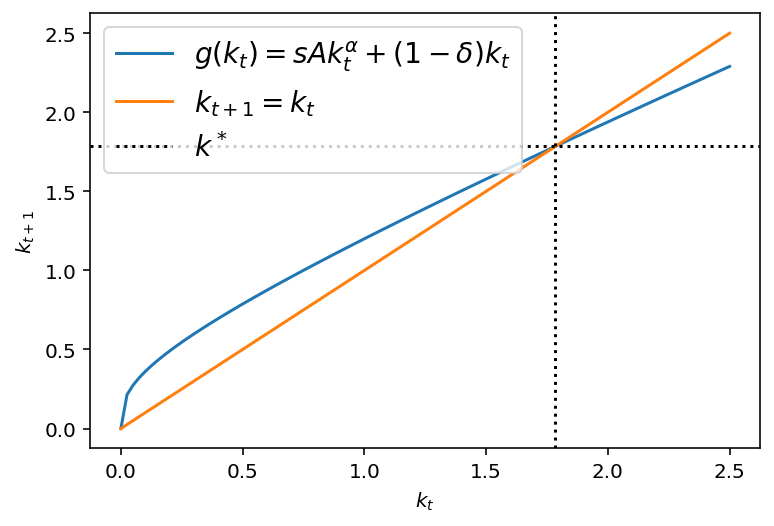 g(k_t) = sAk_t^α + (1 − δ)k_t
k_{t+1} = k_t
k^*
2.5
2.0
1.5
1.0
0.5
0.0
k_{t+1}
0.0 0.5 1.0 1.5 2.0 2.5
k_t